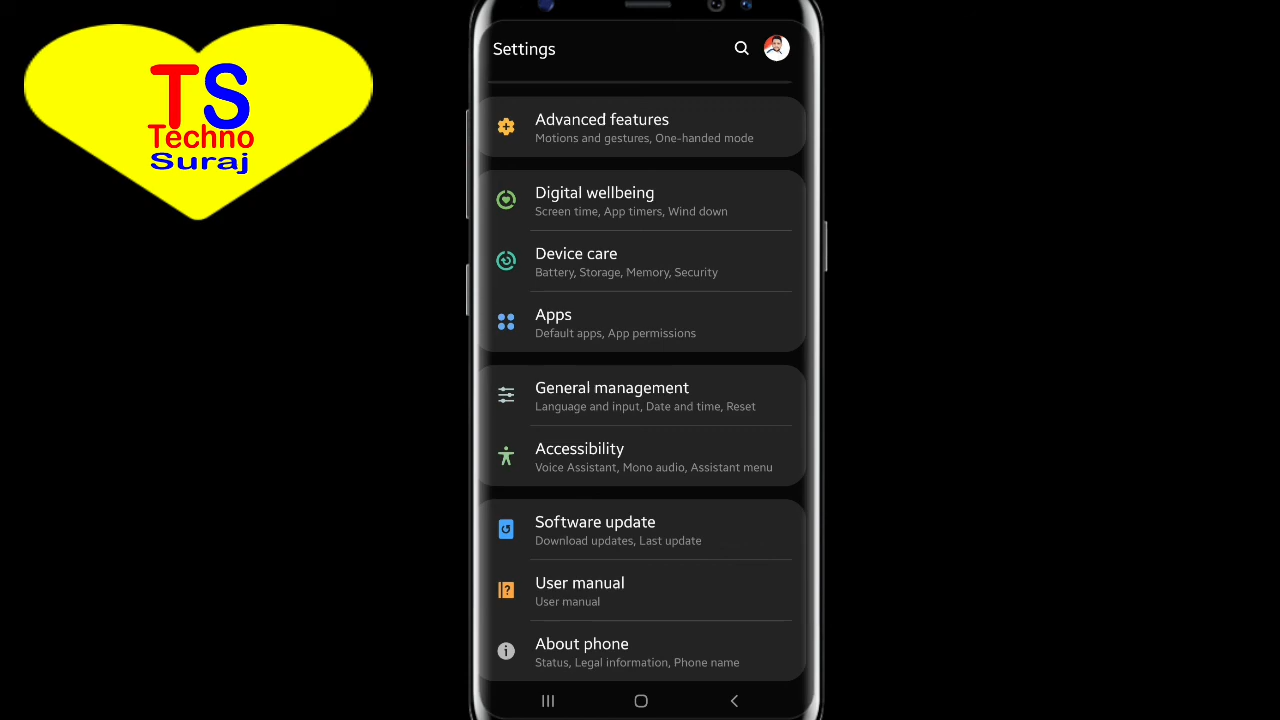 TS
Techno
Suraj
Settings
Advanced features
Motions and gestures, One-handed mode
Digital wellbeing
Screen time, App timers, Wind down
Device care
Battery, Storage, Memory, Security
Apps
Default apps, App permissions
General management
Language and input, Date and time, Reset
Accessibility
Voice Assistant, Mono audio, Assistant menu
Software update
Download updates, Last update
User manual
User manual
About phone
Status, Legal information, Phone name